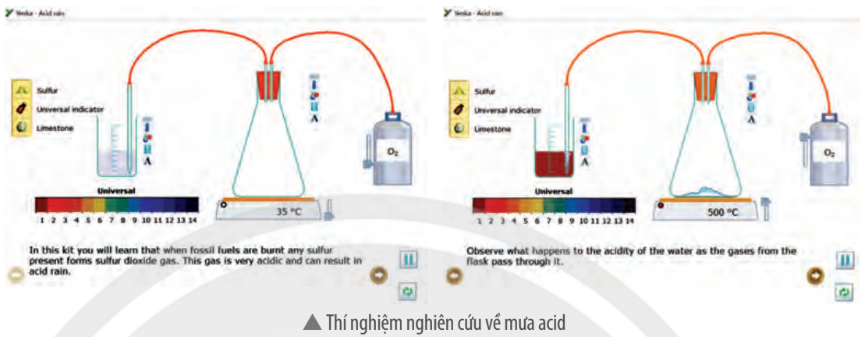 Yenka - Acid rain
Sulfur
Universal indicator
Limestone
A
O₂
Universal
1 2 3 4 5 6 7 8 9 10 11 12 13 14
35 °C
In this kit you will learn that when fossil fuels are burnt any sulfur
present forms sulfur dioxide gas. This gas is very acidic and can result in
acid rain.
Yenka - Acid rain
Sulfur
Universal indicator
Limestone
A
A
O₂
Universal
1 2 3 4 5 6 7 8 9 10 11 12 13 14
500 °C
Observe what happens to the acidity of the water as the gases from the
flask pass through it.
▲ Thí nghiệm nghiên cứu về mưa acid